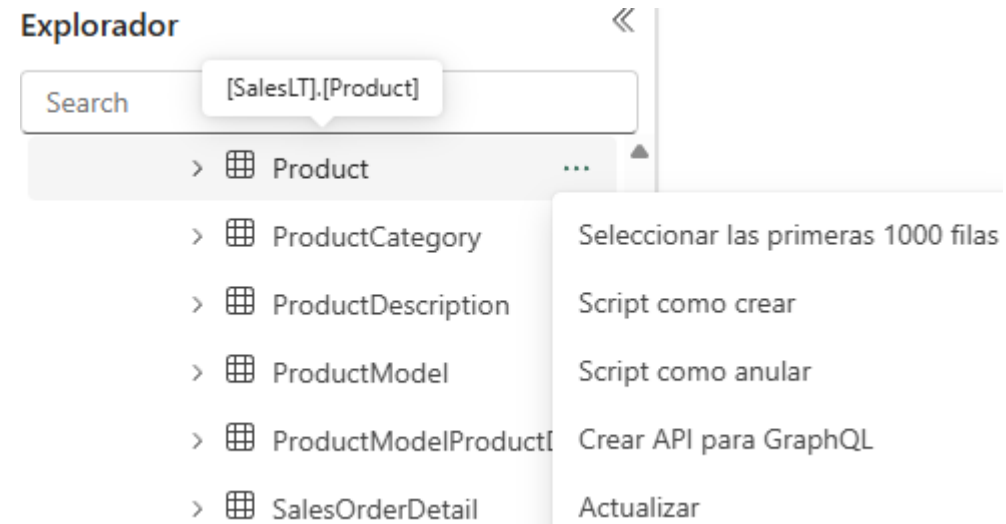 Explorador
Search
[SalesLT].[Product]
Product
ProductCategory
ProductDescription
ProductModel
ProductModelProductD
SalesOrderDetail
Seleccionar las primeras 1000 filas
Script como crear
Script como anular
Crear API para GraphQL
Actualizar